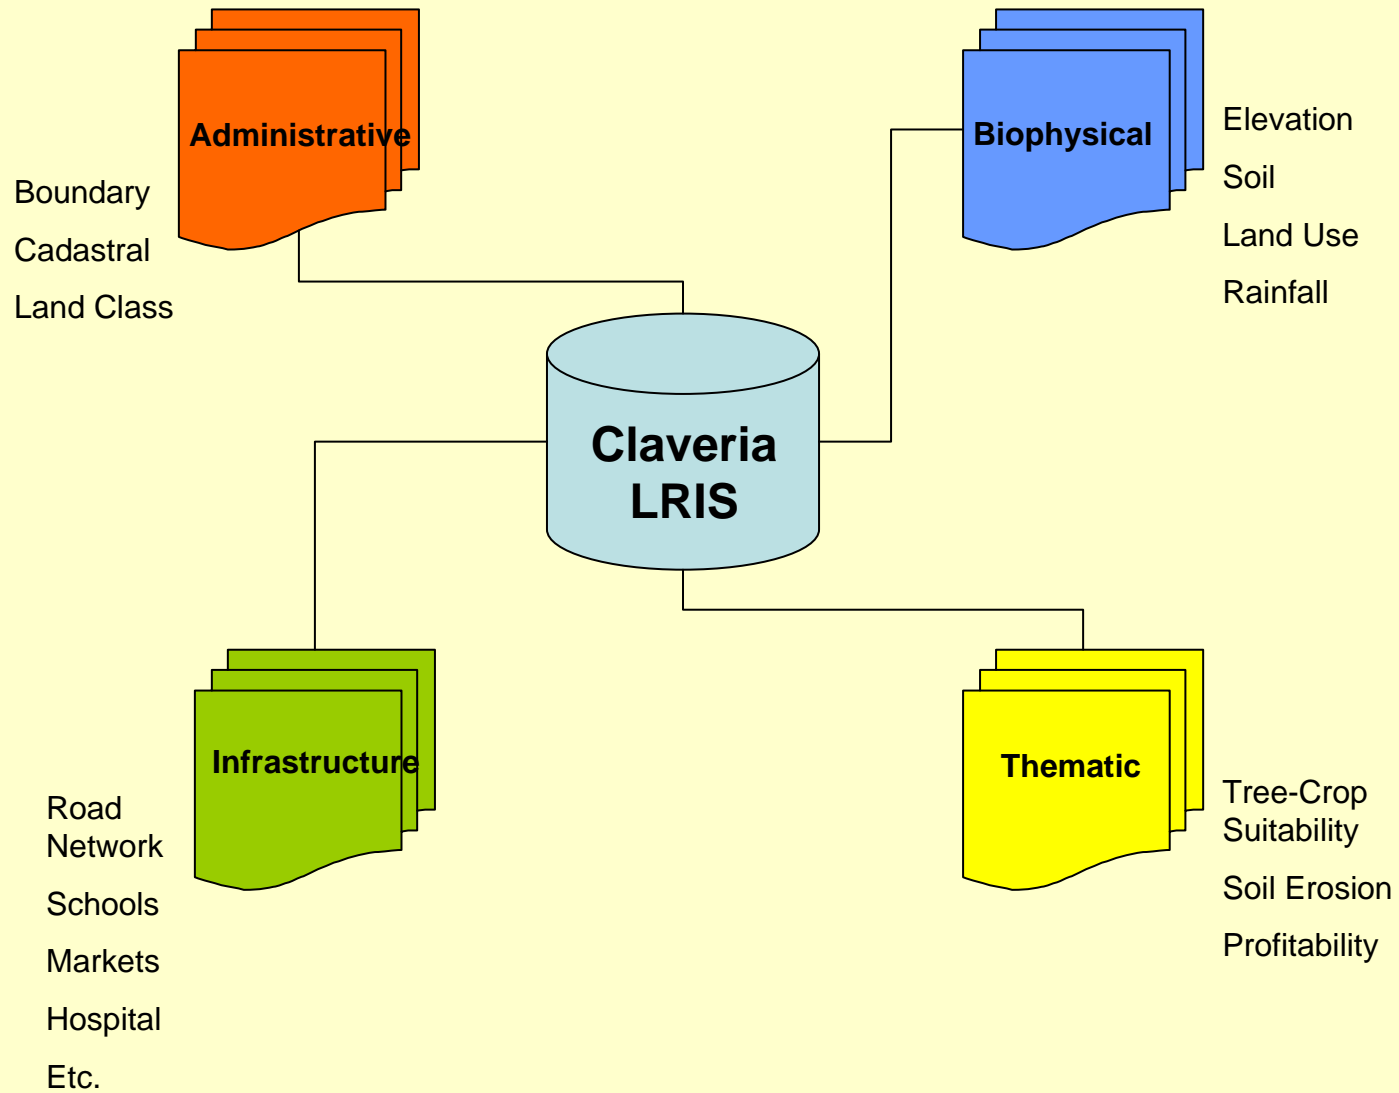 Administrative
Boundary
Cadastral
Land Class
Biophysical
Elevation
Soil
Land Use
Rainfall
Claveria
LRIS
Infrastructure
Road
Network
Schools
Markets
Hospital
Etc.
Thematic
Tree-Crop
Suitability
Soil Erosion
Profitability